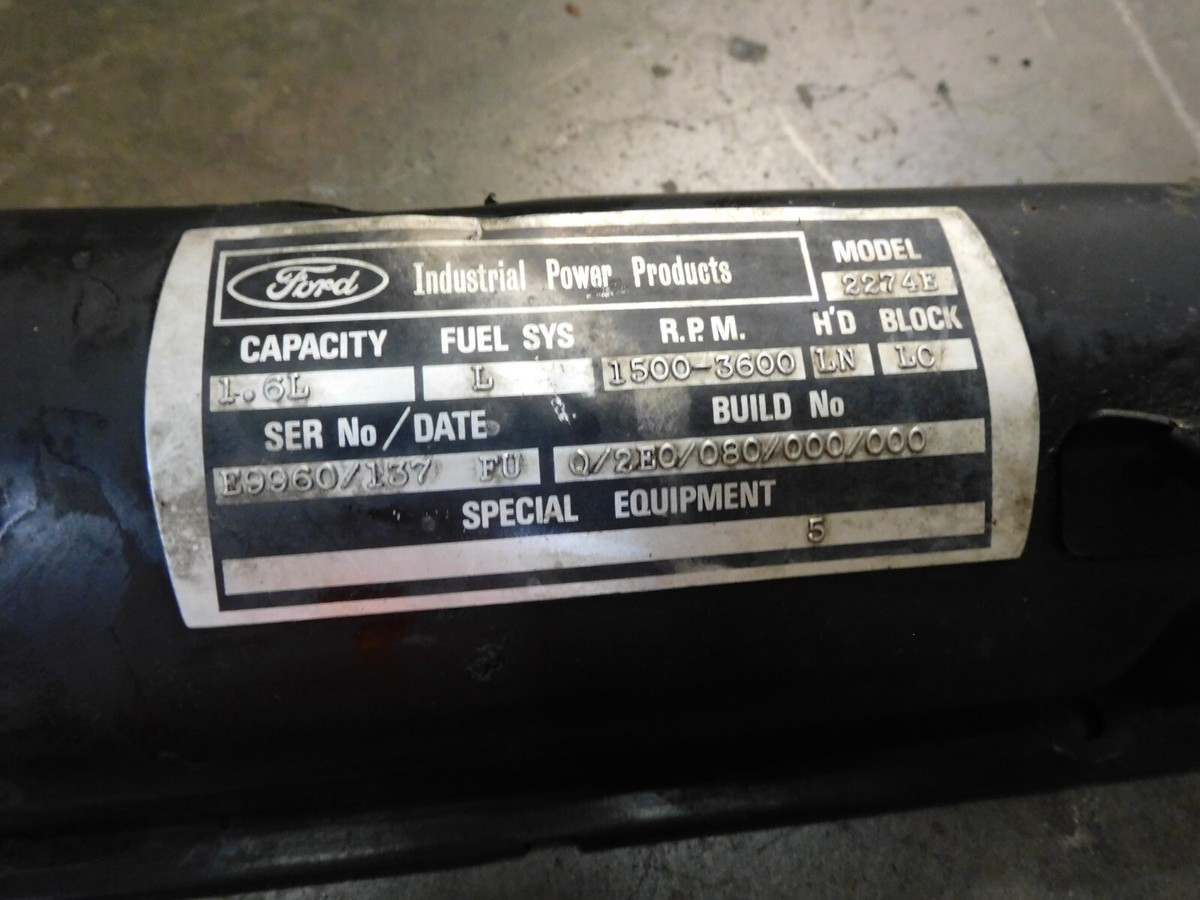 Ford Industrial Power Products MODEL
2274E
CAPACITY FUEL SYS R.P.M. H'D BLOCK
1.6L L 1500-3600 LN LC
SER No/DATE BUILD No
E9960/137 FU Q/2E0/080/000/000
SPECIAL EQUIPMENT
5